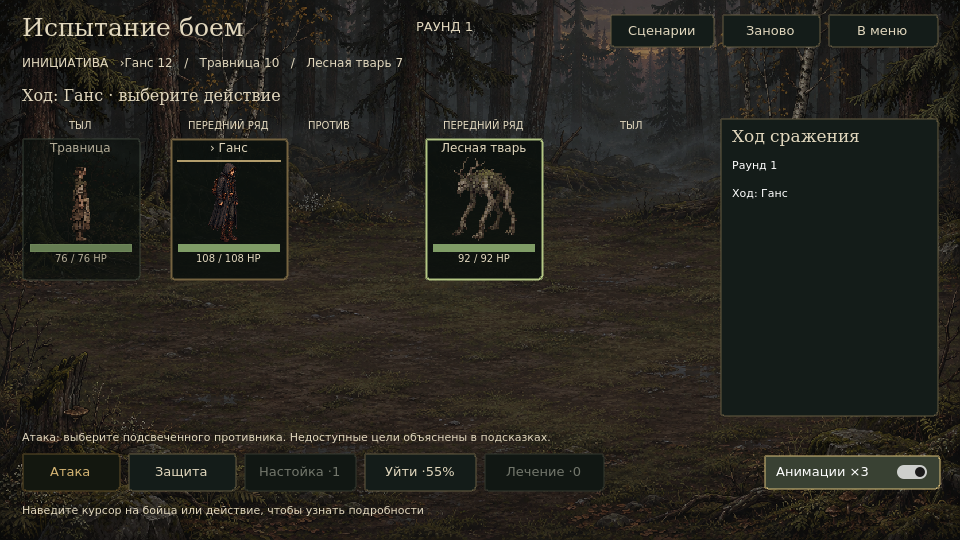 Испытание боем
РАУНД 1
Сценарии
Заново
В меню
ИНИЦИАТИВА ›Ганс 12 / Травница 10 / Лесная тварь 7
Ход: Ганс · выберите действие
ТЫЛ
ПЕРЕДНИЙ РЯД
ПРОТИВ
ПЕРЕДНИЙ РЯД
ТЫЛ
Травница
76 / 76 HP
› Ганс
108 / 108 HP
Лесная тварь
92 / 92 HP
Ход сражения
Раунд 1
Ход: Ганс
Атака: выберите подсвеченного противника. Недоступные цели объяснены в подсказках.
Атака
Защита
Настойка ·1
Уйти ·55%
Лечение ·0
Анимации ×3
Наведите курсор на бойца или действие, чтобы узнать подробности